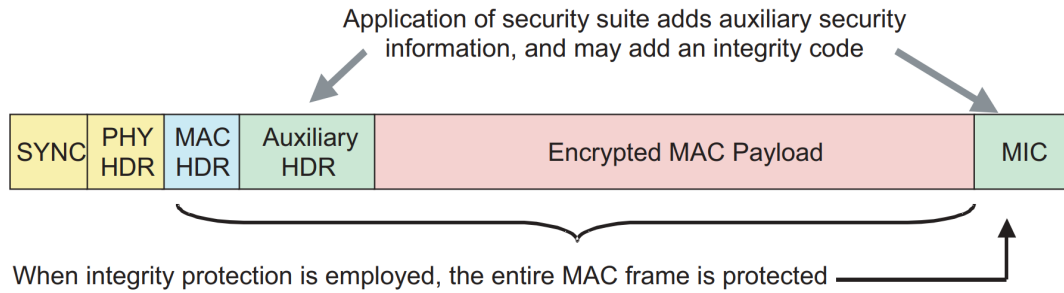 Application of security suite adds auxiliary security
information, and may add an integrity code
SYNC
PHY
HDR
MAC
HDR
Auxiliary
HDR
Encrypted MAC Payload
MIC
When integrity protection is employed, the entire MAC frame is protected